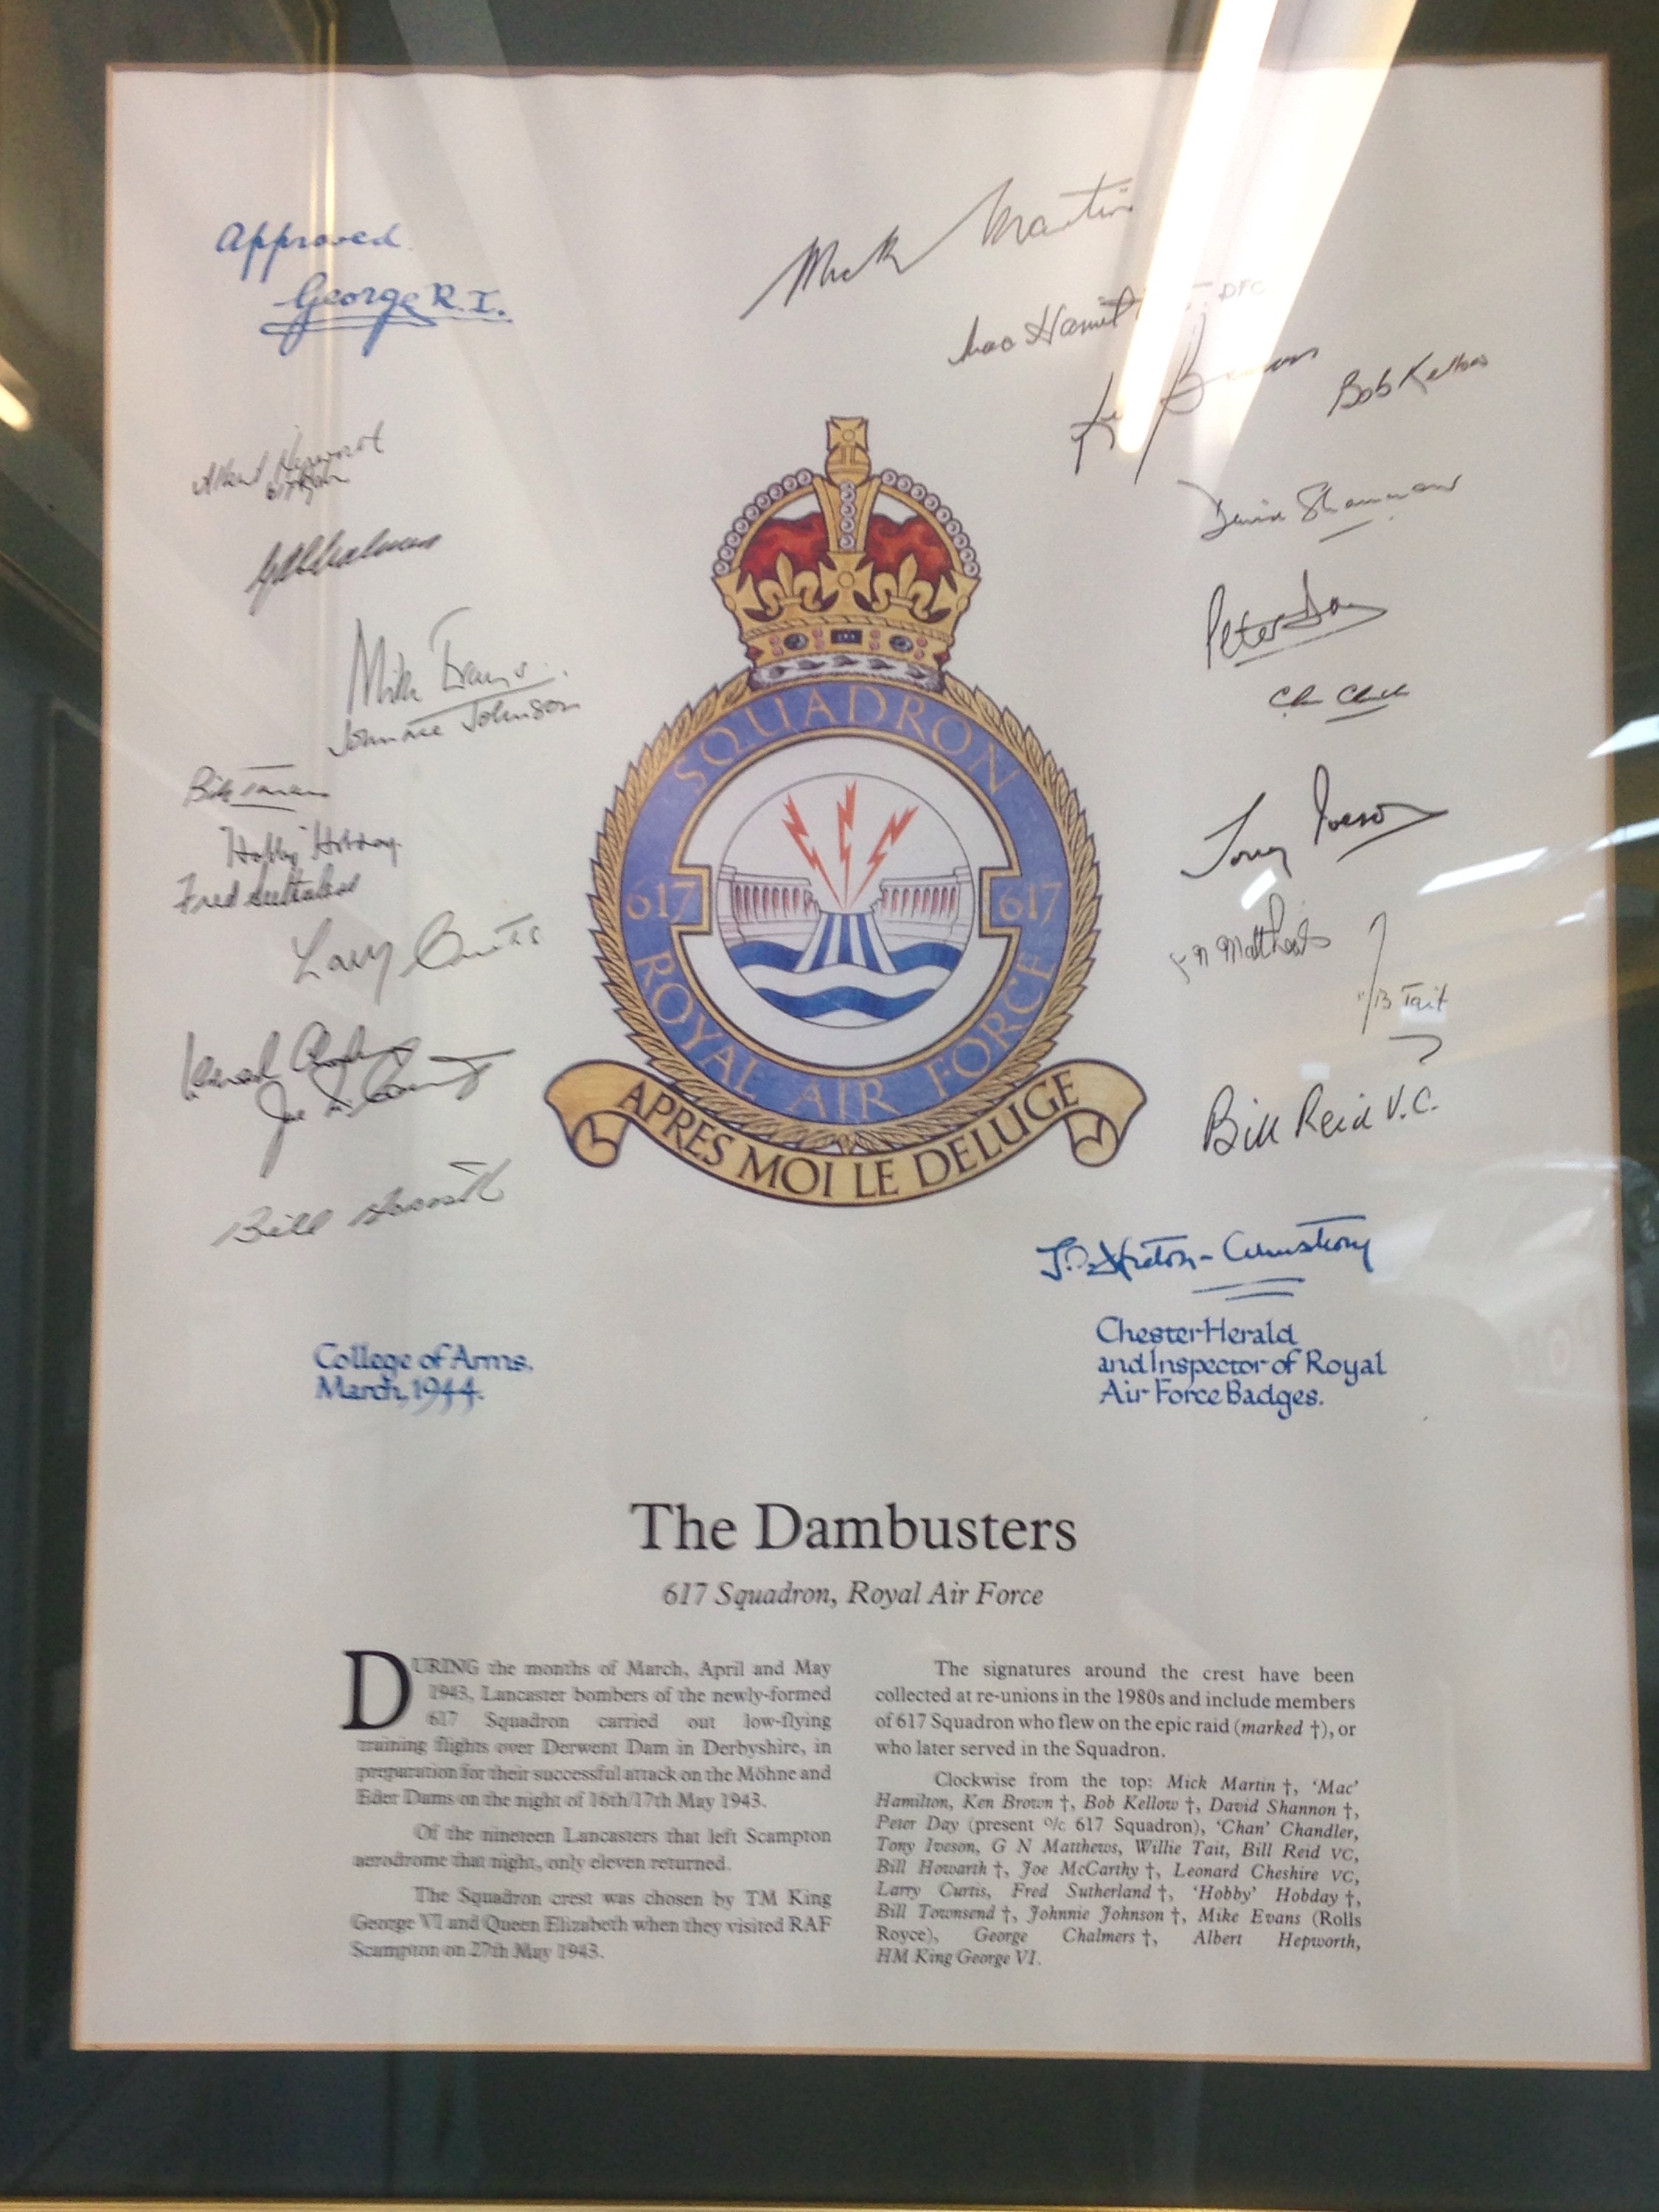 Approved.
George R.I.
Mick Martin
Mac Hamilt DFC
Bob Kellow
David Shannon
Peter Day
Mike Evans
Johnnie Johnson
Tony Iveson
Hobby Hobday
Fred Sutherland
Larry Curtis
G N Matthews
Tait
Bill Reid V.C.
Bill Howarth
SQUADRON
617 617
ROYAL AIR FORCE
APRES MOI LE DELUGE
J.D. Heaton-Armstrong
Chester Herald
and Inspector of Royal
Air Force Badges.
College of Arms.
March, 1944.
The Dambusters
617 Squadron, Royal Air Force
DURING the months of March, April and May
1943, Lancaster bombers of the newly-formed
617 Squadron carried out low-flying
training flights over Derwent Dam in Derbyshire, in
preparation for their successful attack on the Möhne and
Eder Dams on the night of 16th/17th May 1943.
Of the nineteen Lancasters that left Scampton
aerodrome that night, only eleven returned.
The Squadron crest was chosen by TM King
George VI and Queen Elizabeth when they visited RAF
Scampton on 27th May 1943.
The signatures around the crest have been
collected at re-unions in the 1980s and include members
of 617 Squadron who flew on the epic raid (marked †), or
who later served in the Squadron.
Clockwise from the top: Mick Martin †, ‘Mac’
Hamilton, Ken Brown †, Bob Kellow †, David Shannon †,
Peter Day (present o/c 617 Squadron), ‘Chan’ Chandler,
Tony Iveson, G N Matthews, Willie Tait, Bill Reid VC,
Bill Howarth †, Joe McCarthy †, Leonard Cheshire VC,
Larry Curtis, Fred Sutherland †, ‘Hobby’ Hobday †,
Bill Townsend †, Johnnie Johnson †, Mike Evans (Rolls
Royce), George Chalmers †, Albert Hepworth,
HM King George VI.